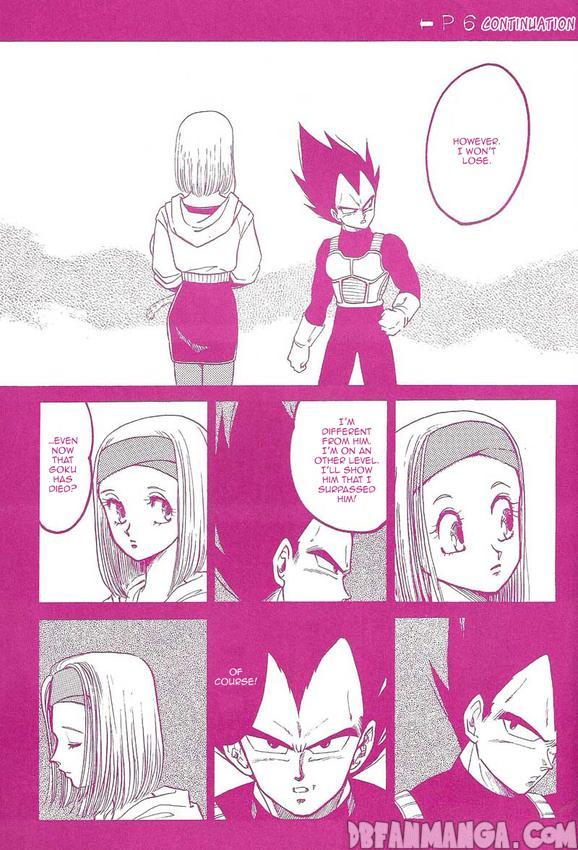 - P 6 CONTINUATION
HOWEVER,
I WON'T
LOSE.
I'M
DIFFERENT
FROM HIM.
I'M ON AN
OTHER LEVEL.
I'LL SHOW
HIM THAT I
SURPASSED
HIM!
...EVEN
NOW THAT
GOKU
HAS
DIED?
OF
COURSE!
DBFANMANGA.COM